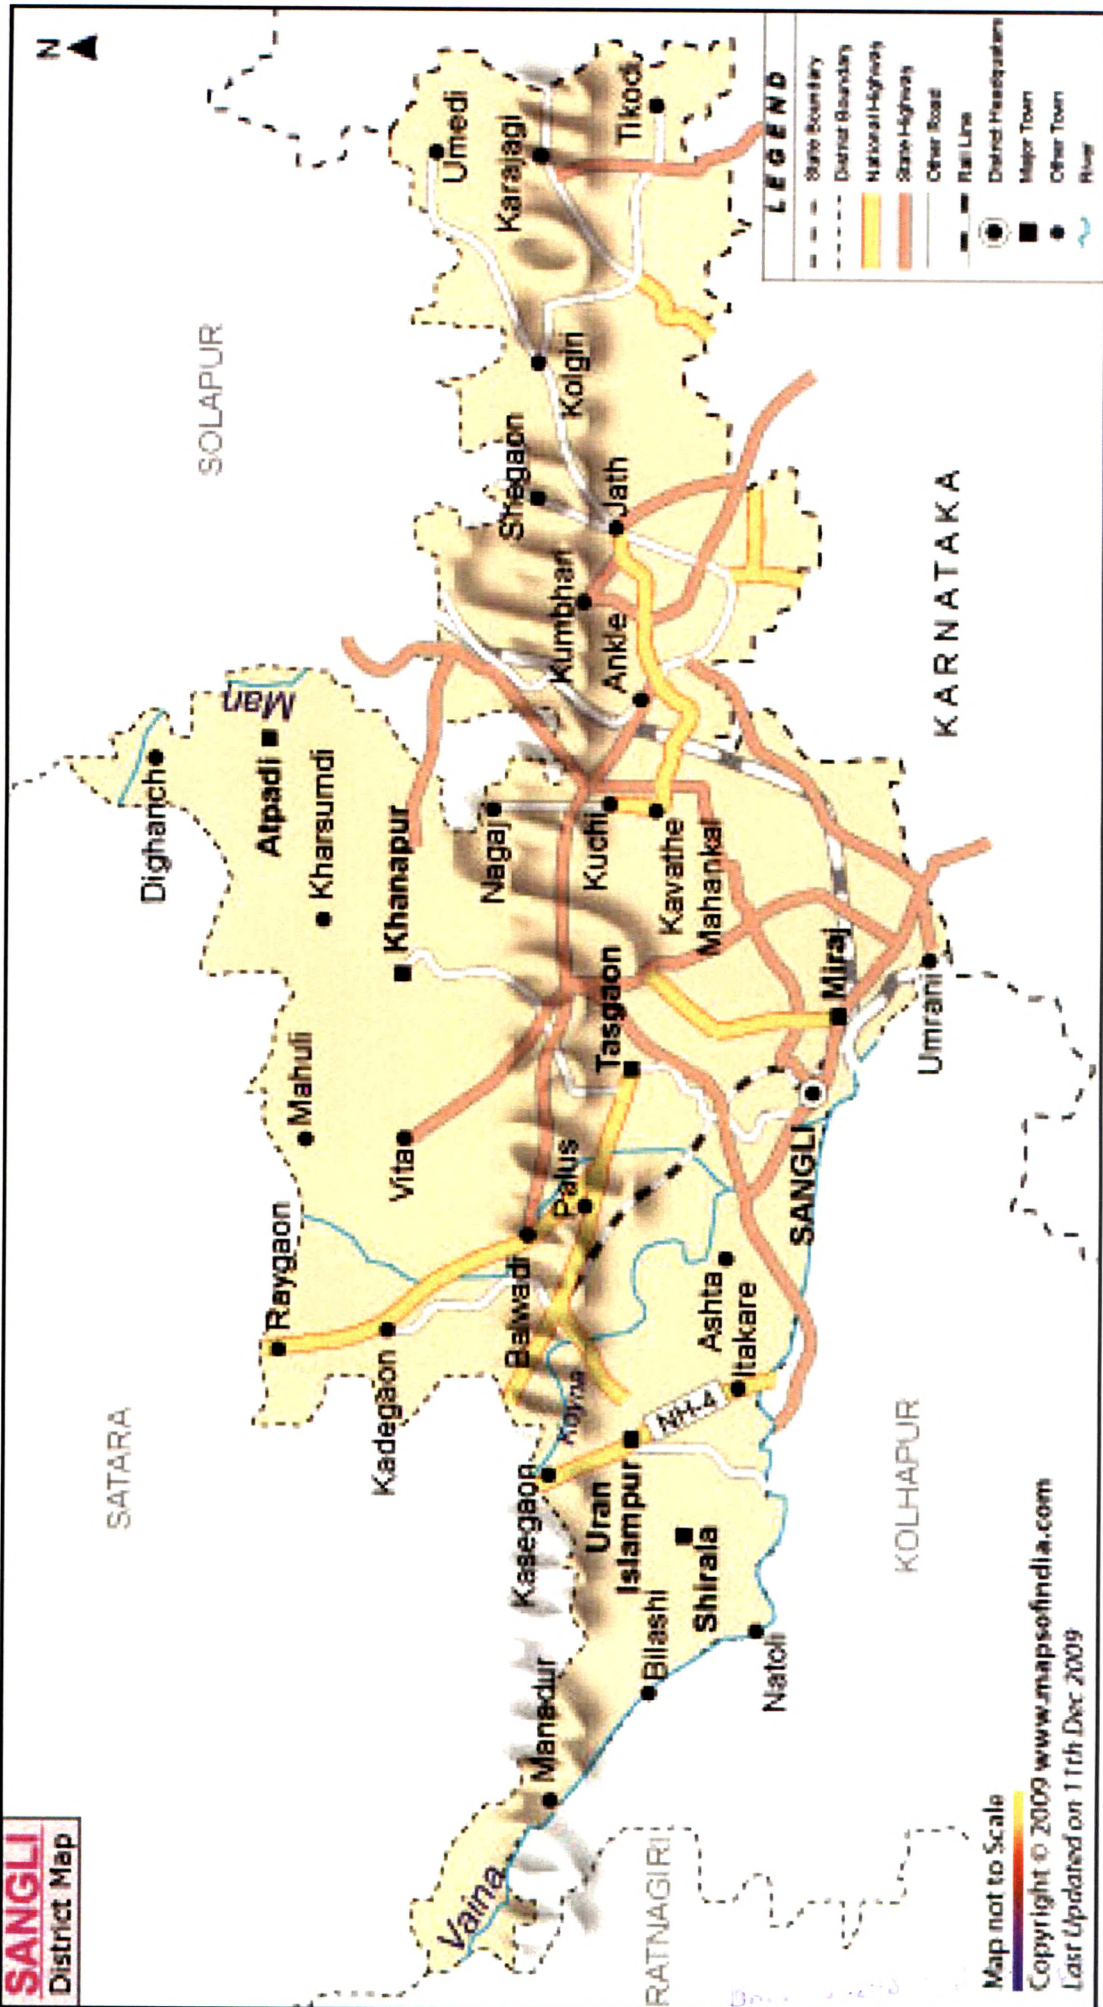 SANGLI
District Map
N
SATARA
SOLAPUR
Dighanch
Man
Atpadi
Kharsumdi
Khanapur
Mahuli
Raygaon
Vita
Kadegaon
Nagaj
Umedi
Karajagi
Tikodi
Kolgiri
Shegaon
Jath
Kumbhari
Ankle
Kuchi
Kavathe
Mahankal
Tasgaon
Palus
Balwadi
Koyna
Kasegaon
Uran
Islampur
NH-4
Ashta
Itakare
SANGLI
Miraj
Umrani
Shirala
Bilashi
Natoli
Manadur
Vaina
RATNAGIRI
KOLHAPUR
KARNATAKA
LEGEND
State Boundary
District Boundary
National Highway
State Highway
Other Road
Rail Line
District Headquaters
Major Town
Other Town
River
Map not to Scale
Copyright © 2009 www.mapsofindia.com
Last Updated on 11th Dec 2009